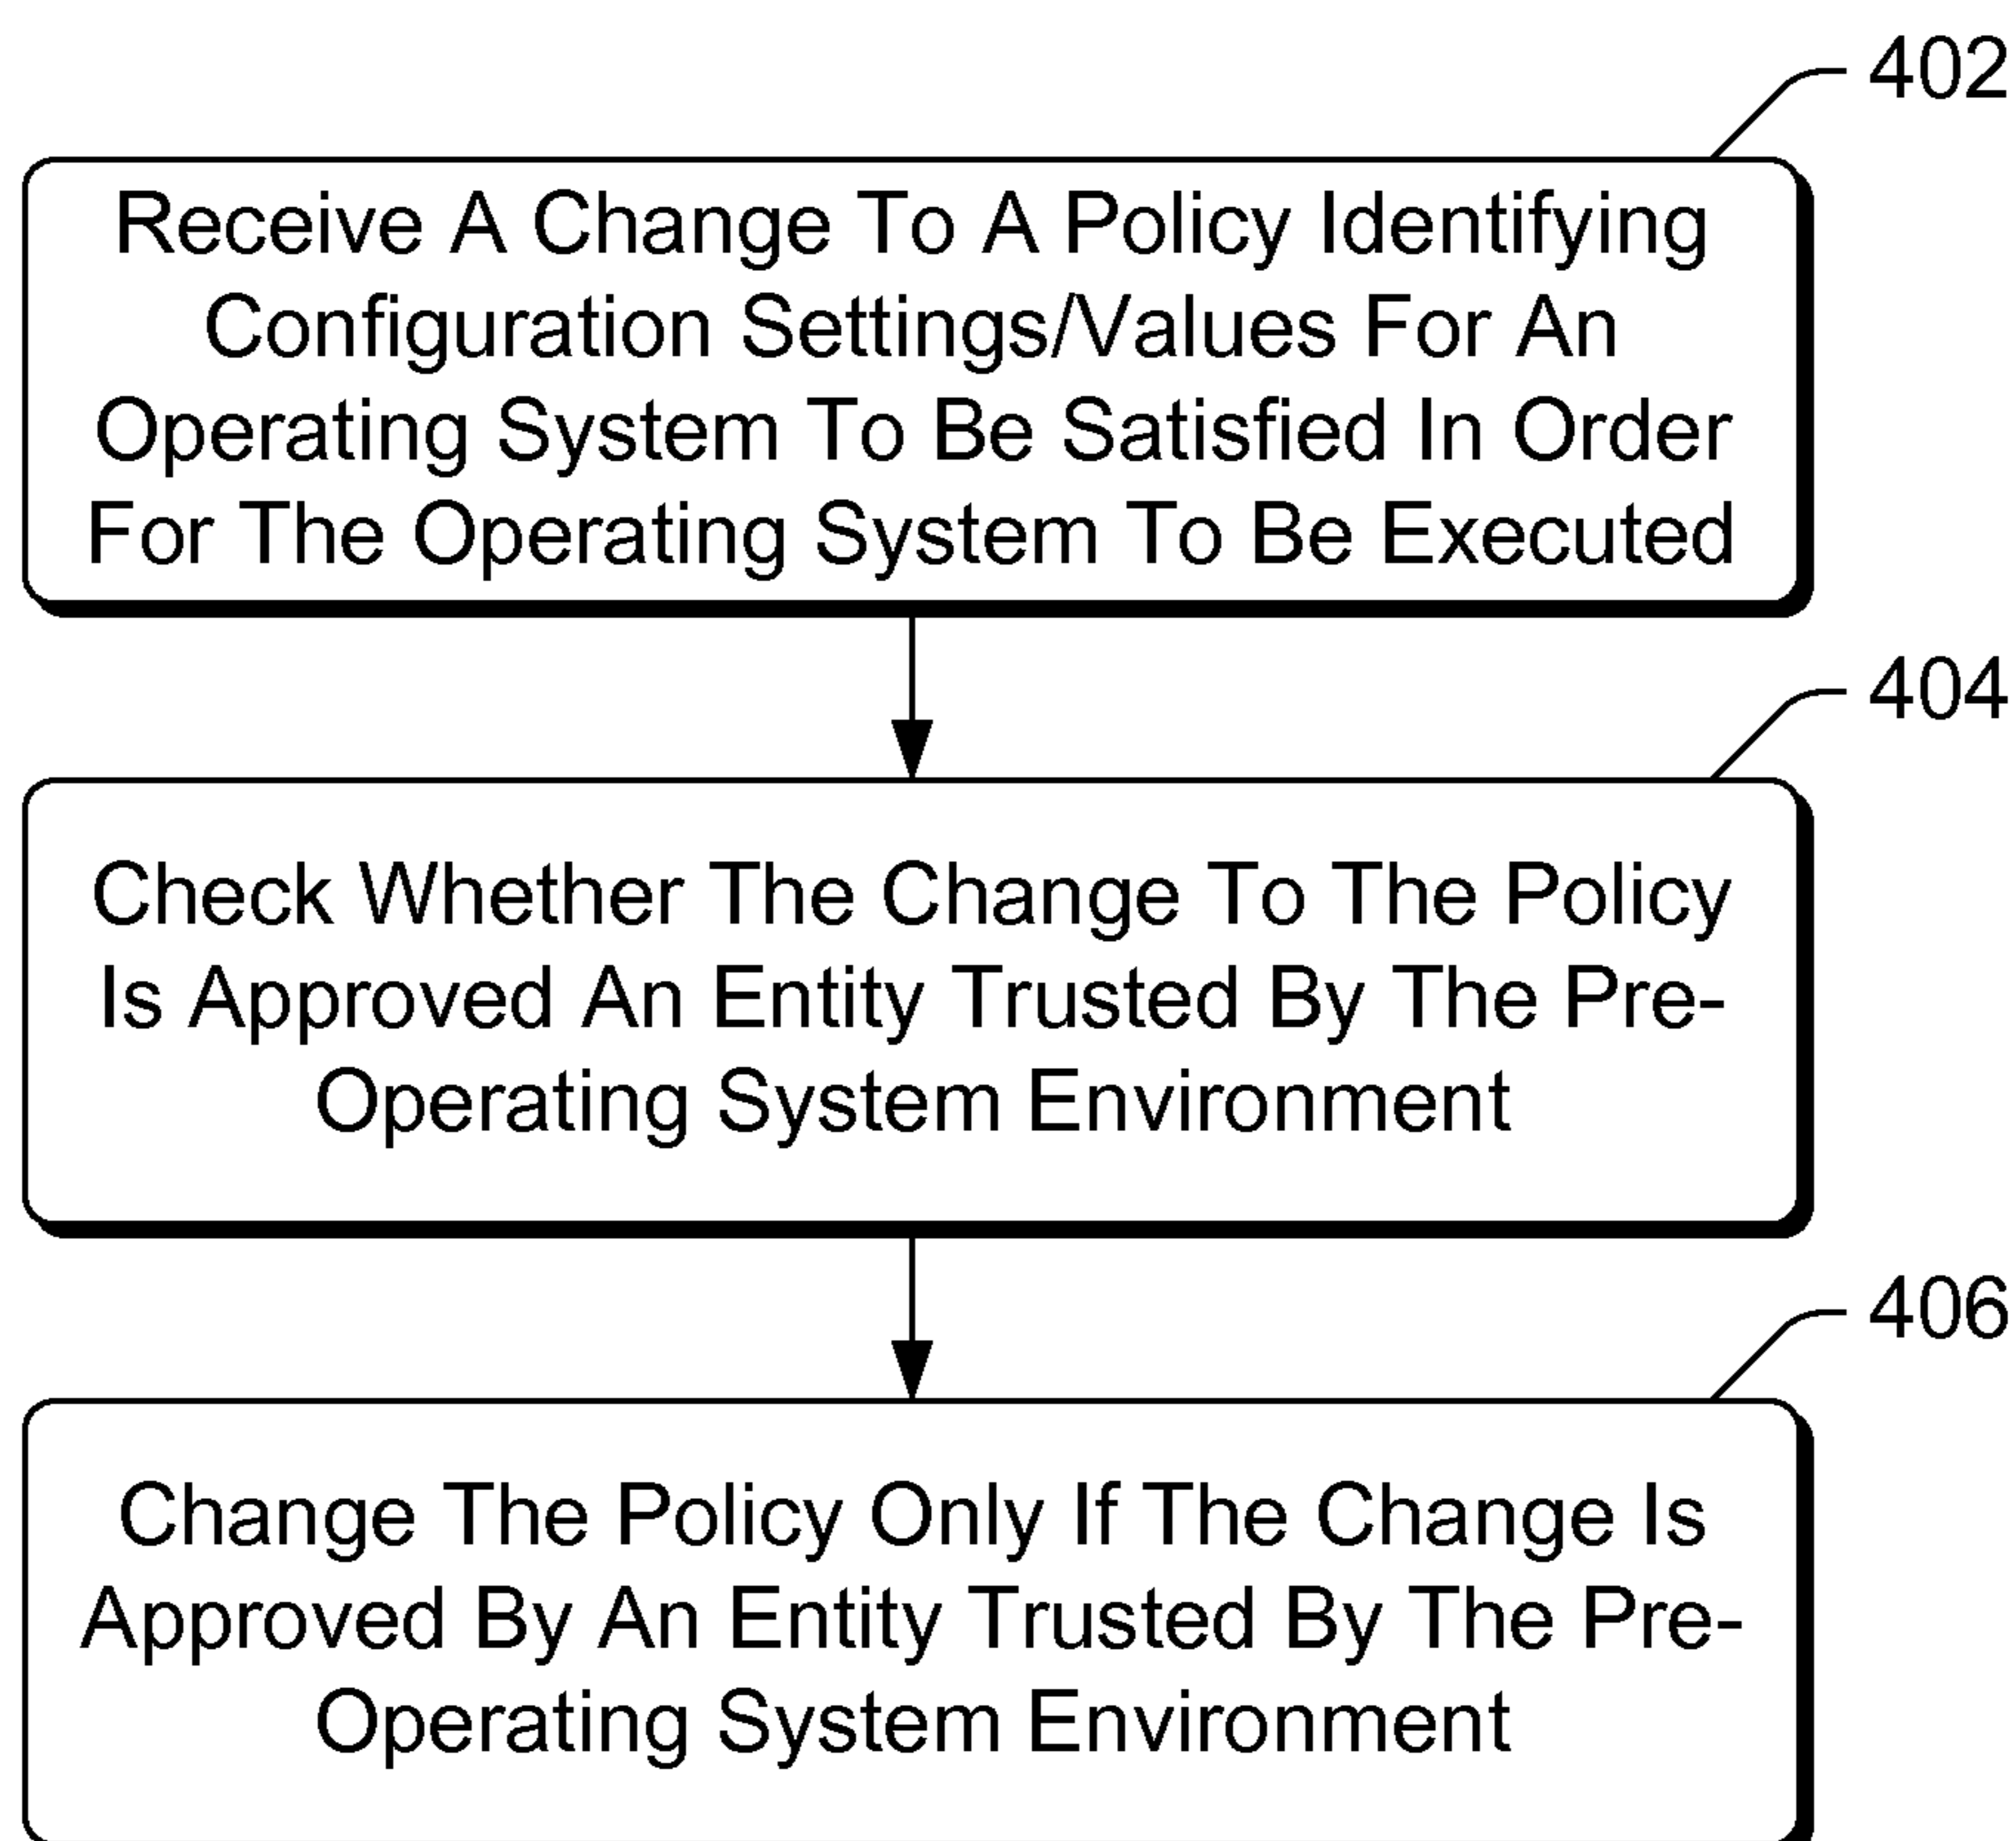 402
Receive A Change To A Policy Identifying
Configuration Settings/Values For An
Operating System To Be Satisfied In Order
For The Operating System To Be Executed
404
Check Whether The Change To The Policy
Is Approved An Entity Trusted By The Pre-
Operating System Environment
406
Change The Policy Only If The Change Is
Approved By An Entity Trusted By The Pre-
Operating System Environment